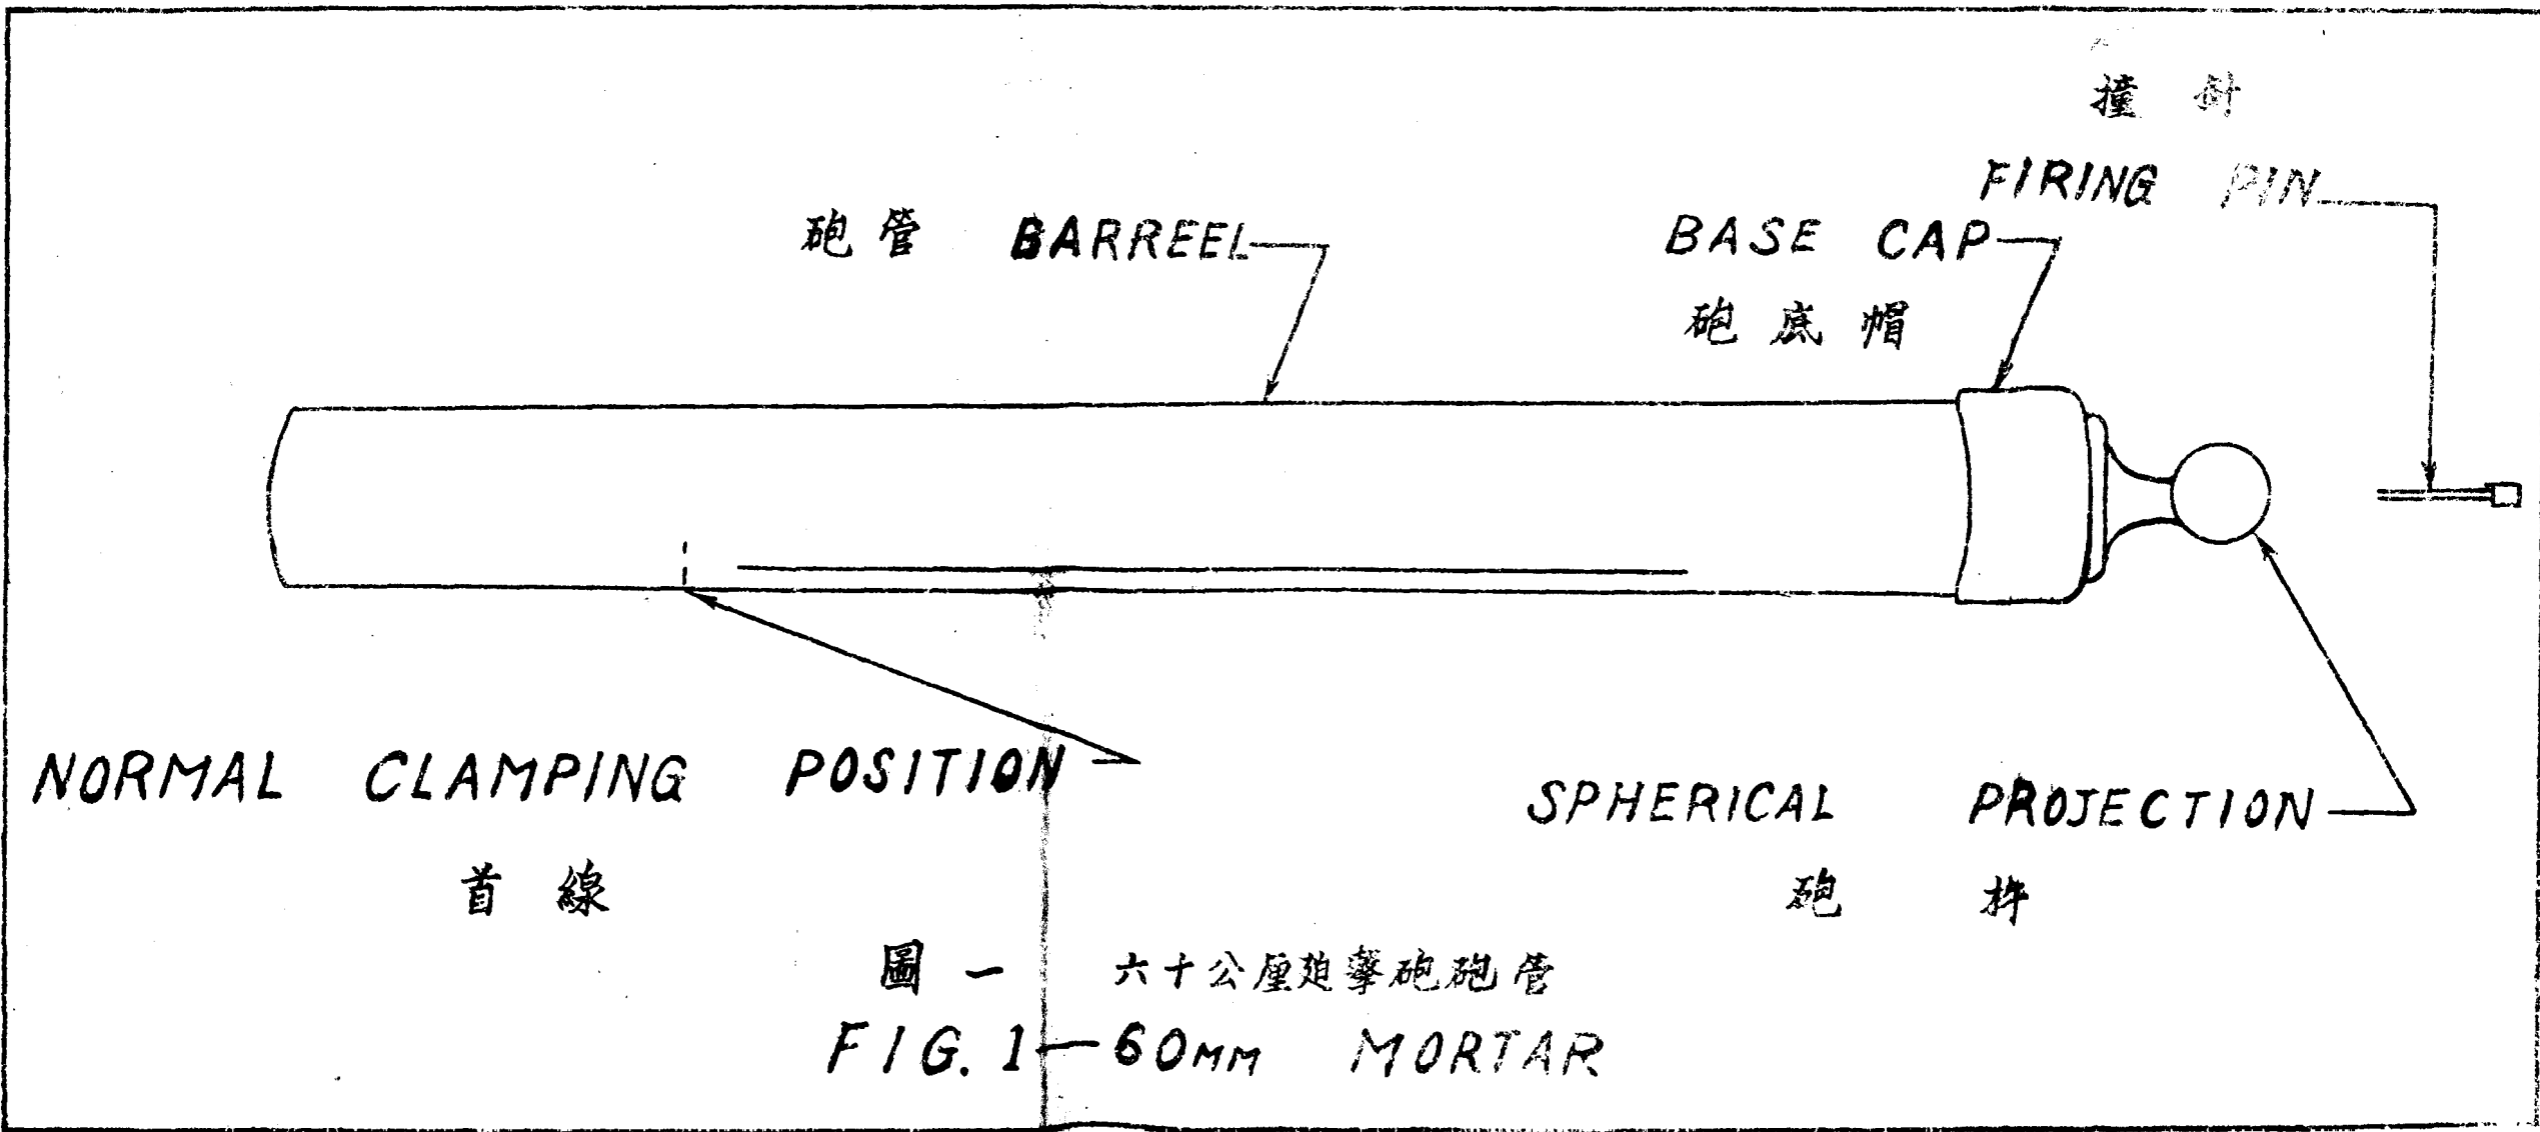 撞針
FIRING PIN
砲管 BARREEL
BASE CAP
砲底帽
NORMAL CLAMPING POSITION
首線
SPHERICAL PROJECTION
砲杵
圖一 六十公厘廹擊砲砲管
FIG. 1—60MM MORTAR